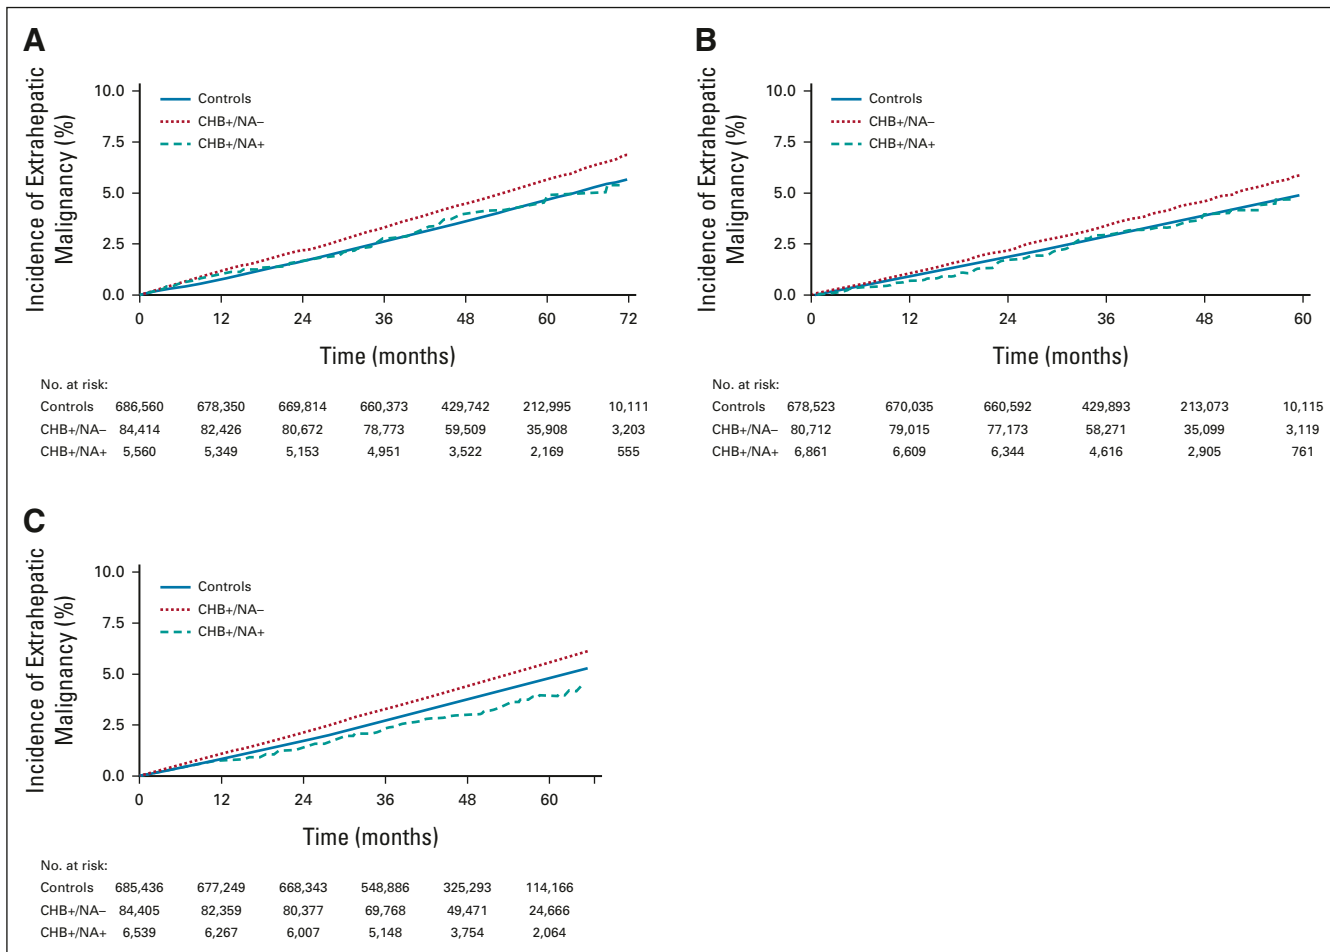 A
Incidence of Extrahepatic
Malignancy (%)
10.0
7.5
5.0
2.5
0.0
Controls
CHB+/NA–
CHB+/NA+
0 12 24 36 48 60 72
Time (months)
No. at risk:
Controls 686,560 678,350 669,814 660,373 429,742 212,995 10,111
CHB+/NA– 84,414 82,426 80,672 78,773 59,509 35,908 3,203
CHB+/NA+ 5,560 5,349 5,153 4,951 3,522 2,169 555
B
Incidence of Extrahepatic
Malignancy (%)
10.0
7.5
5.0
2.5
0.0
Controls
CHB+/NA–
CHB+/NA+
0 12 24 36 48 60
Time (months)
No. at risk:
Controls 678,523 670,035 660,592 429,893 213,073 10,115
CHB+/NA– 80,712 79,015 77,173 58,271 35,099 3,119
CHB+/NA+ 6,861 6,609 6,344 4,616 2,905 761
C
Incidence of Extrahepatic
Malignancy (%)
10.0
7.5
5.0
2.5
0.0
Controls
CHB+/NA–
CHB+/NA+
0 12 24 36 48 60
Time (months)
No. at risk:
Controls 685,436 677,249 668,343 548,886 325,293 114,166
CHB+/NA– 84,405 82,359 80,377 69,768 49,471 24,666
CHB+/NA+ 6,539 6,267 6,007 5,148 3,754 2,064